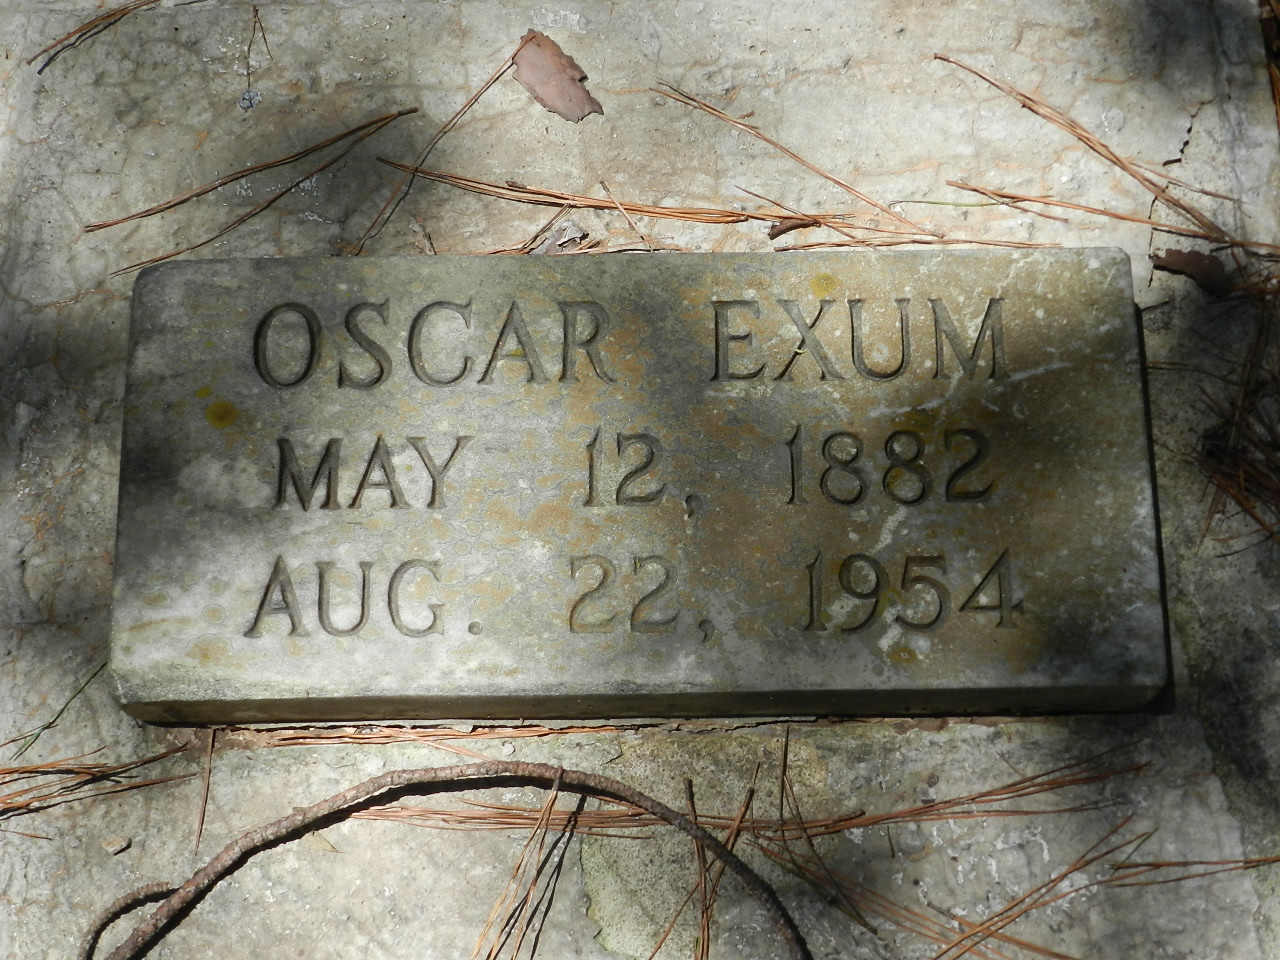 OSCAR EXUM
MAY 12, 1882
AUG. 22, 1954